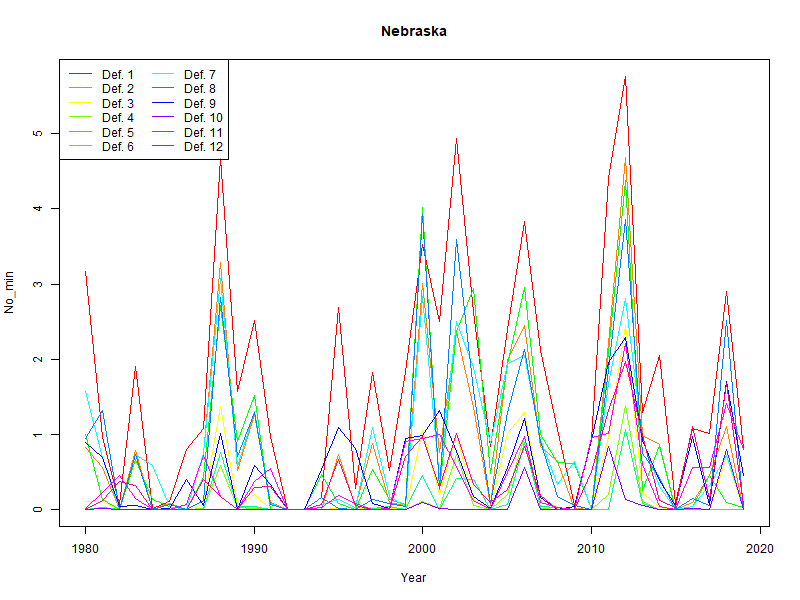 Nebraska
Def. 1 Def. 7
Def. 2 Def. 8
Def. 3 Def. 9
Def. 4 Def. 10
Def. 5 Def. 11
Def. 6 Def. 12
5
4
3
2
1
0
No_min
1980 1990 2000 2010 2020
Year